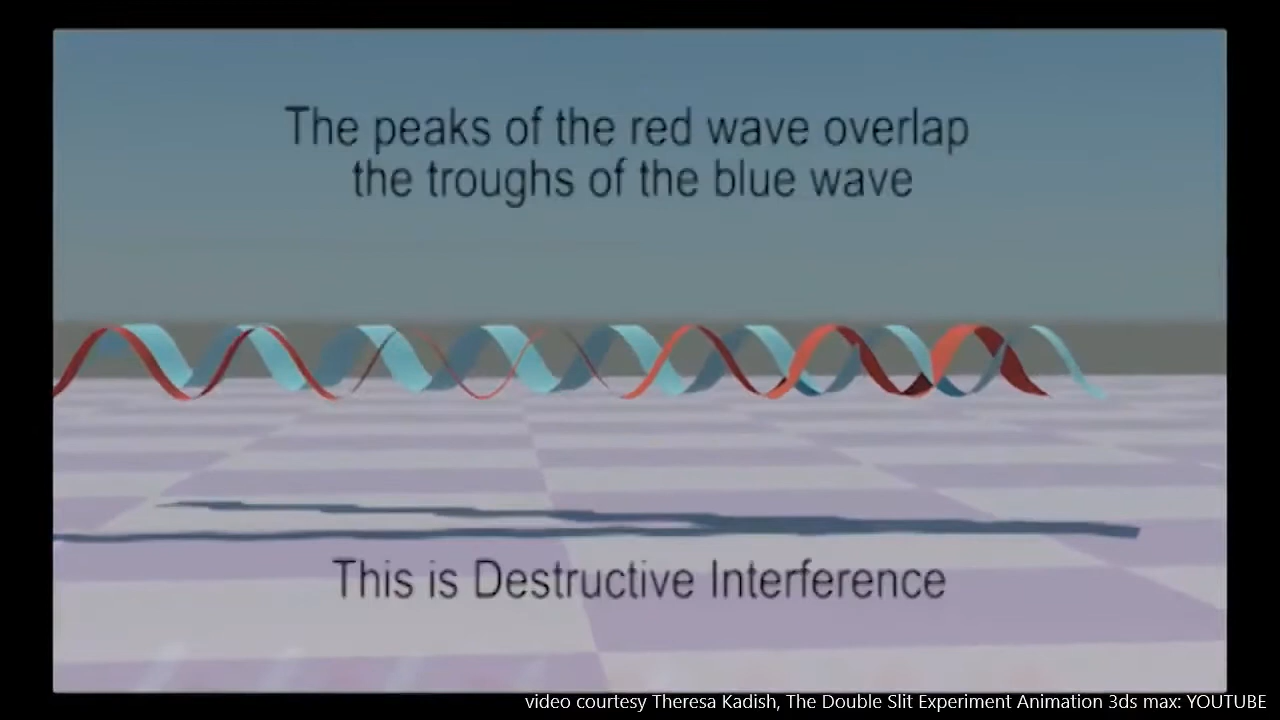 The peaks of the red wave overlap
the troughs of the blue wave
This is Destructive Interference
video courtesy Theresa Kadish, The Double Slit Experiment Animation 3ds max: YOUTUBE